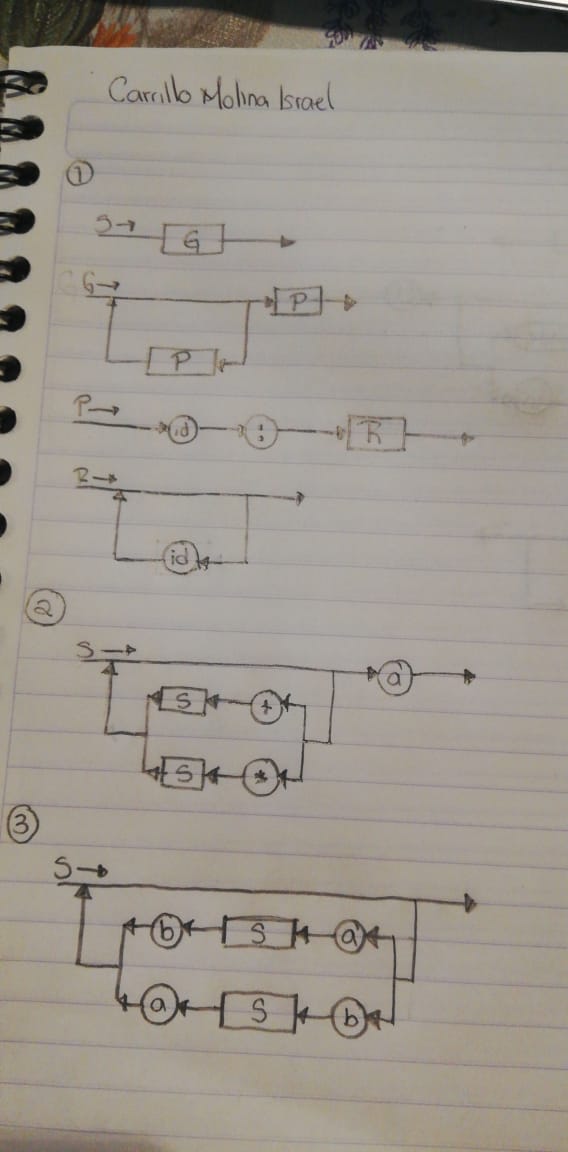 Carrillo Molina Israel
①
S→
G
G→
P
P
P→
id : R
R→
id
②
S→
a
S +
S *
③
S→
b S a
a S b